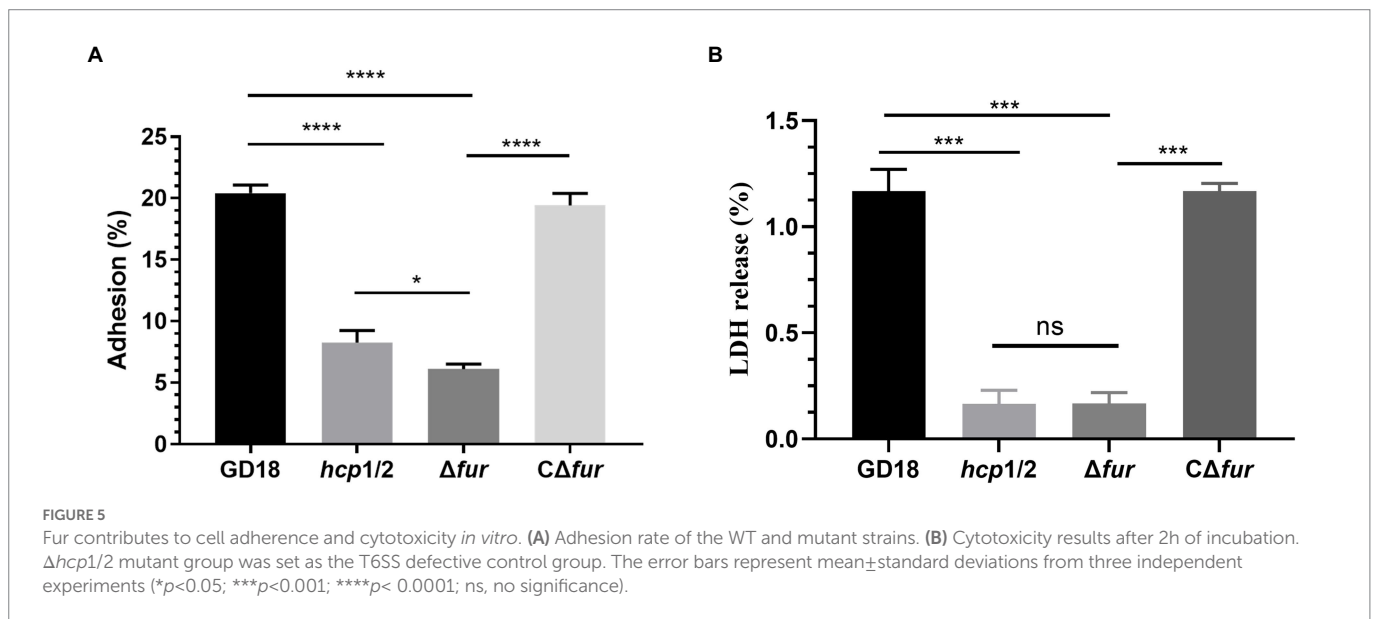 A
****
****
****
*
Adhesion (%)
25
20
15
10
5
0
GD18 hcp1/2 Δfur CΔfur
B
***
***
***
ns
LDH release (%)
1.5
1.0
0.5
0.0
GD18 hcp1/2 Δfur CΔfur
FIGURE 5
Fur contributes to cell adherence and cytotoxicity in vitro. (A) Adhesion rate of the WT and mutant strains. (B) Cytotoxicity results after 2h of incubation.
Δhcp1/2 mutant group was set as the T6SS defective control group. The error bars represent mean±standard deviations from three independent
experiments (*p<0.05; ***p<0.001; ****p< 0.0001; ns, no significance).